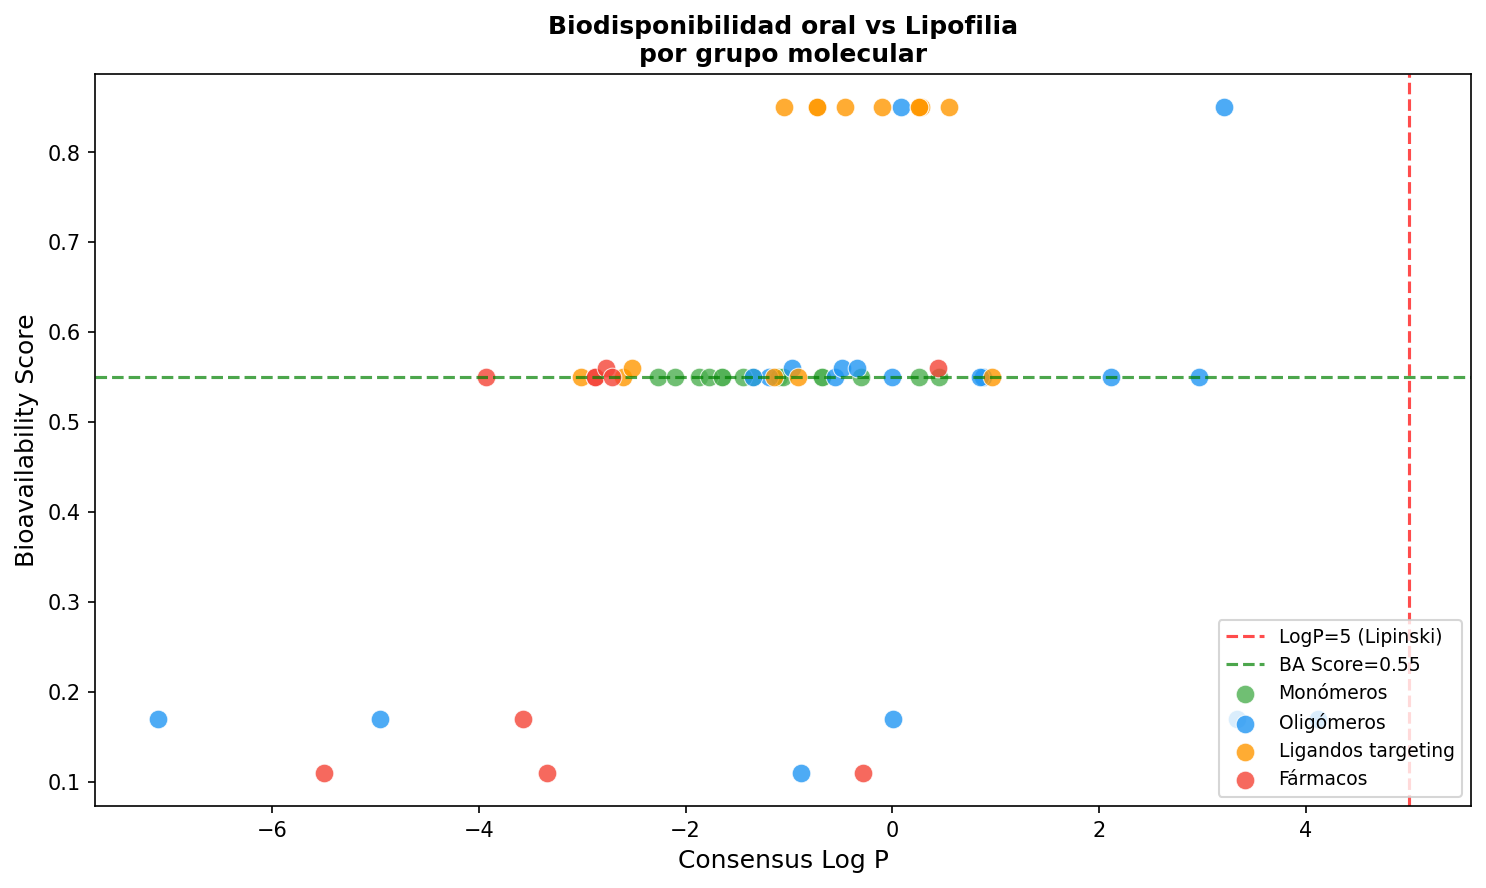 Biodisponibilidad oral vs Lipofilia
por grupo molecular
Bioavailability Score
0.8
0.7
0.6
0.5
0.4
0.3
0.2
0.1
LogP=5 (Lipinski)
BA Score=0.55
Monómeros
Oligómeros
Ligandos targeting
Fármacos
−6
−4
−2
0
2
4
Consensus Log P